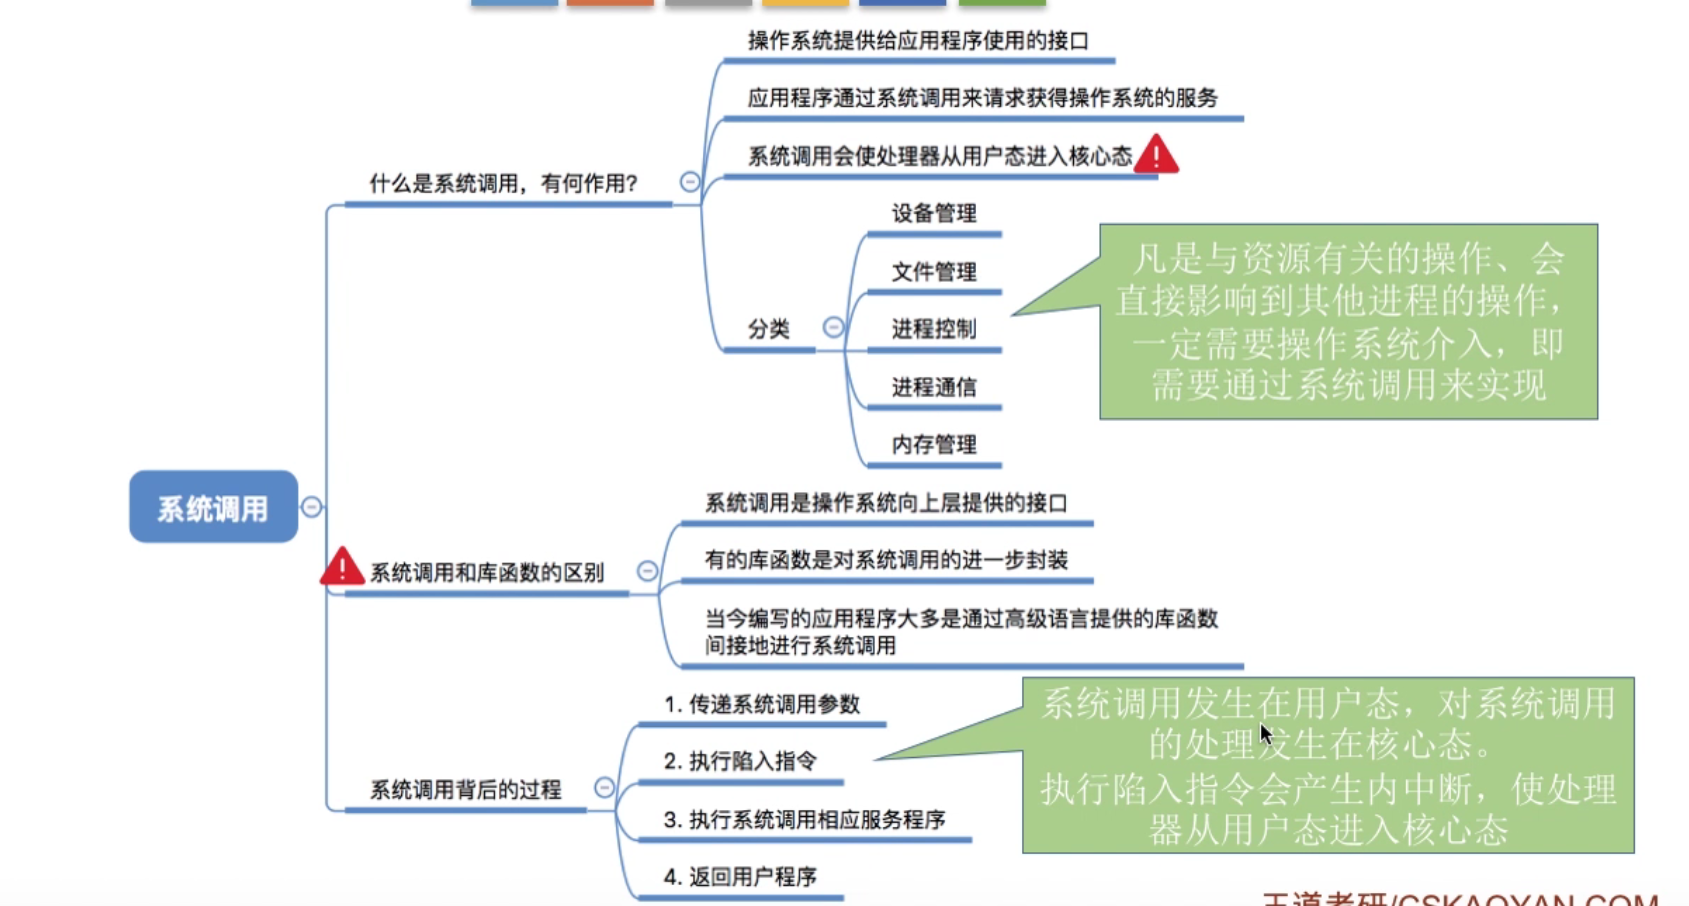 操作系统提供给应用程序使用的接口
应用程序通过系统调用来请求获得操作系统的服务
系统调用会使处理器从用户态进入核心态
什么是系统调用，有何作用？
设备管理
文件管理
分类
进程控制
进程通信
内存管理
凡是与资源有关的操作、会
直接影响到其他进程的操作，
一定需要操作系统介入，即
需要通过系统调用来实现
系统调用
系统调用是操作系统向上层提供的接口
有的库函数是对系统调用的进一步封装
系统调用和库函数的区别
当今编写的应用程序大多是通过高级语言提供的库函数
间接地进行系统调用
1. 传递系统调用参数
2. 执行陷入指令
系统调用背后的过程
3. 执行系统调用相应服务程序
4. 返回用户程序
系统调用发生在用户态，对系统调用
的处理发生在核心态。
执行陷入指令会产生内中断，使处理
器从用户态进入核心态
王道考研/CSKAOYAN.COM